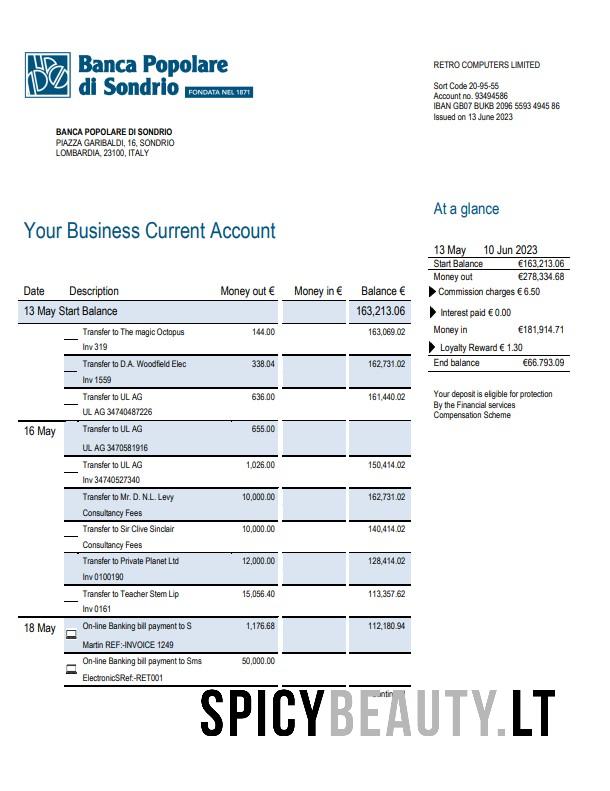 Banca Popolare
di Sondrio FONDATA NEL 1871
BANCA POPOLARE DI SONDRIO
PIAZZA GARIBALDI, 16, SONDRIO
LOMBARDIA, 23100, ITALY
RETRO COMPUTERS LIMITED
Sort Code 20-95-55
Account no. 93494586
IBAN GB07 BUKB 2096 5593 4945 86
Issued on 13 June 2023
Your Business Current Account
Date Description Money out € Money in € Balance €
13 May Start Balance 163,213.06
Transfer to The magic Octopus 144.00 163,069.02
Inv 319
Transfer to D.A. Woodfield Elec 338.04 162,731.02
Inv 1559
Transfer to UL AG 636.00 161,440.02
UL AG 34740487226
16 May Transfer to UL AG 655.00
UL AG 3470581916
Transfer to UL AG 1,026.00 150,414.02
Inv 34740527340
Transfer to Mr. D. N.L. Levy 10,000.00 162,731.02
Consultancy Fees
Transfer to Sir Clive Sinclair 10,000.00 140,414.02
Consultancy Fees
Transfer to Private Planet Ltd 12,000.00 128,414.02
Inv 0100190
Transfer to Teacher Stem Lip 15,056.40 113,357.62
Inv 0161
18 May On-line Banking bill payment to S 1,176.68 112,180.94
Martin REF:-INVOICE 1249
On-line Banking bill payment to Sms 50,000.00
ElectronicSRef:-RET001
At a glance
13 May 10 Jun 2023
Start Balance €163,213.06
Money out €278,334.68
Commission charges € 6.50
Interest paid € 0.00
Money in €181,914.71
Loyalty Reward € 1.30
End balance €66.793.09
Your deposit is eligible for protection
By the Financial services
Compensation Scheme
SPICYBEAUTY.LT